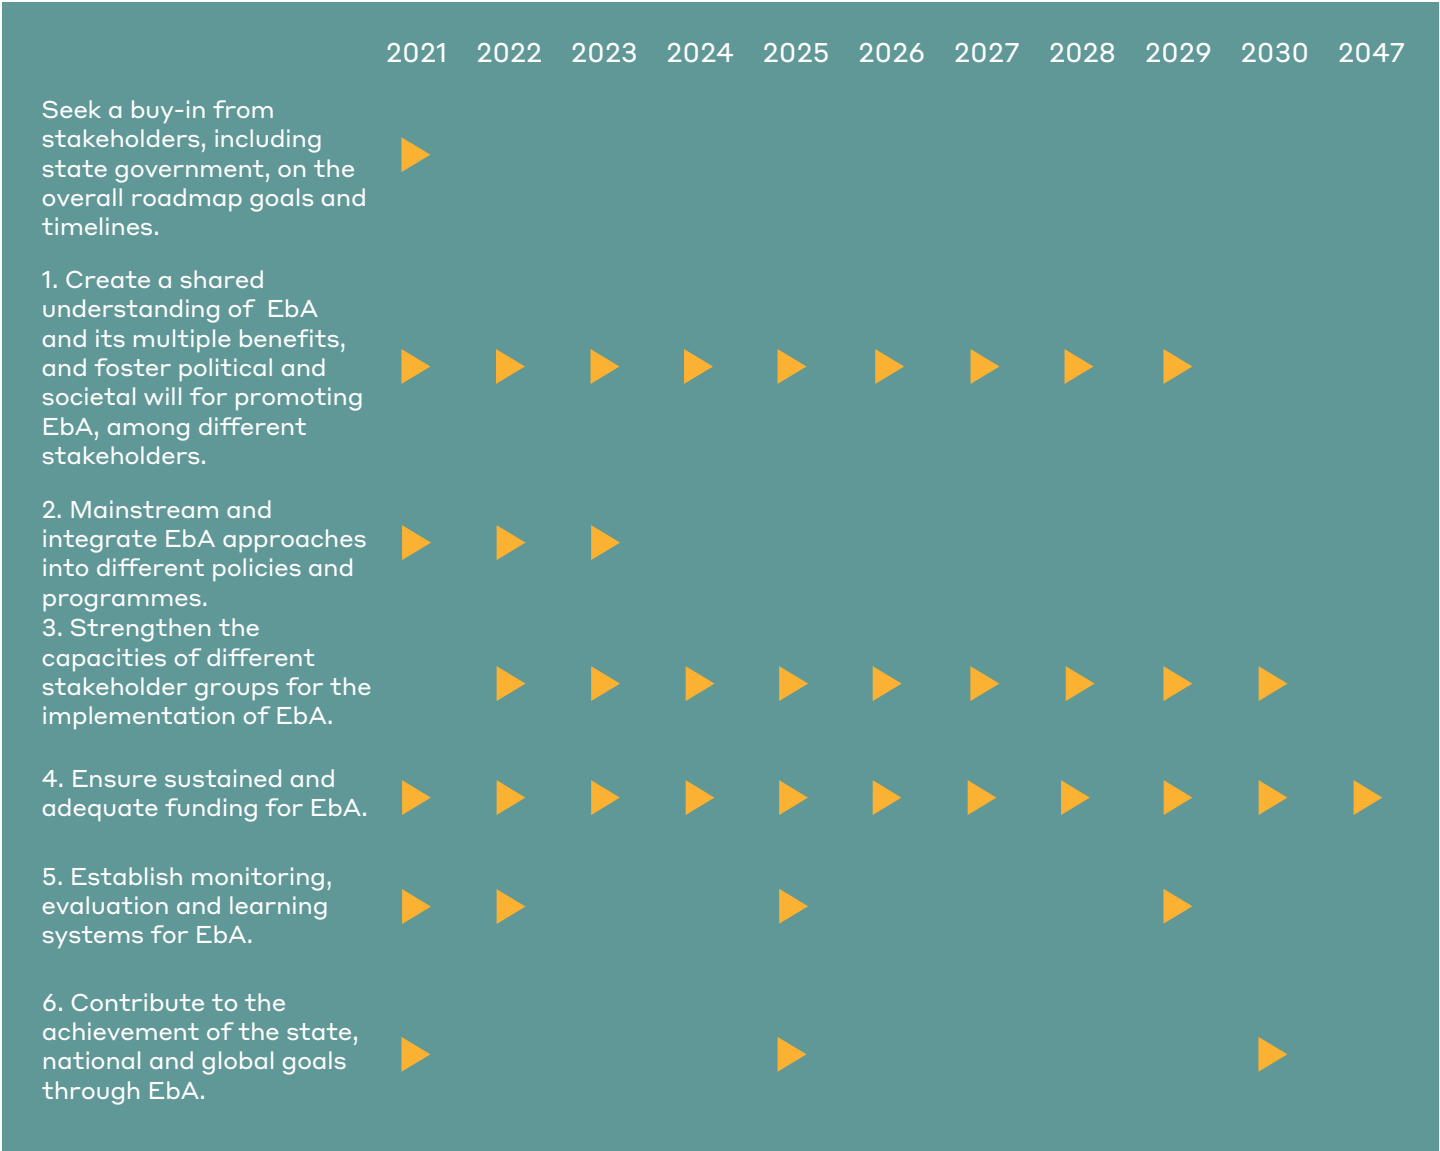 2021 2022 2023 2024 2025 2026 2027 2028 2029 2030 2047
Seek a buy-in from
stakeholders, including
state government, on the
overall roadmap goals and
timelines.
1. Create a shared
understanding of EbA
and its multiple benefits,
and foster political and
societal will for promoting
EbA, among different
stakeholders.
2. Mainstream and
integrate EbA approaches
into different policies and
programmes.
3. Strengthen the
capacities of different
stakeholder groups for the
implementation of EbA.
4. Ensure sustained and
adequate funding for EbA.
5. Establish monitoring,
evaluation and learning
systems for EbA.
6. Contribute to the
achievement of the state,
national and global goals
through EbA.